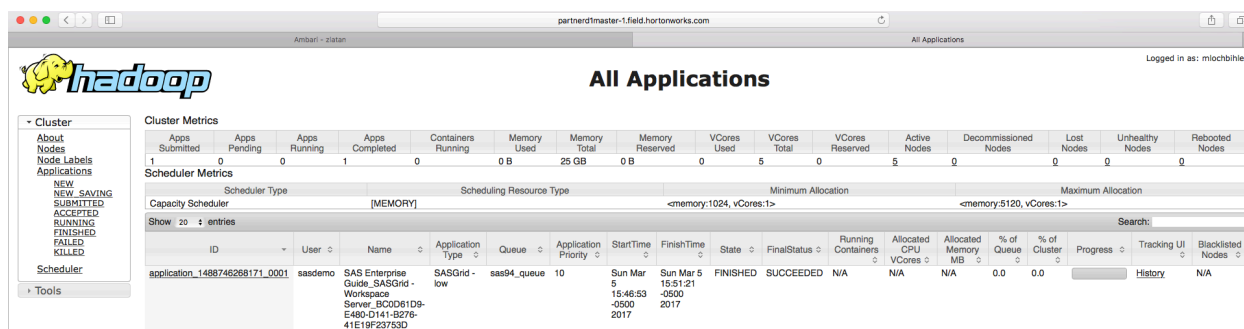 partnerd1master-1.field.hortonworks.com
Ambari - zlatan
All Applications
Logged in as: mlochbihle
hadoop
All Applications
Cluster
About
Nodes
Node Labels
Applications
NEW
NEW_SAVING
SUBMITTED
ACCEPTED
RUNNING
FINISHED
FAILED
KILLED
Scheduler
Tools
Cluster Metrics
Apps Submitted Apps Pending Apps Running Apps Completed Containers Running Memory Used Memory Total Memory Reserved VCores Used VCores Total VCores Reserved Active Nodes Decommissioned Nodes Lost Nodes Unhealthy Nodes Rebooted Nodes
1 0 0 1 0 0 B 25 GB 0 B 0 5 0 5 0 0 0 0
Scheduler Metrics
Scheduler Type Scheduling Resource Type Minimum Allocation Maximum Allocation
Capacity Scheduler [MEMORY] <memory:1024, vCores:1> <memory:5120, vCores:1>
Show 20 entries Search:
ID User Name Application Type Queue Application Priority StartTime FinishTime State FinalStatus Running Containers Allocated CPU VCores Allocated Memory MB % of Queue % of Cluster Progress Tracking UI Blacklisted Nodes
application_1488746268171_0001 sasdemo SAS Enterprise SASGrid - sas94_queue 10 Sun Mar Sun Mar 5 FINISHED SUCCEEDED N/A N/A N/A 0.0 0.0 History N/A
Guide_SASGrid - low 5 15:51:21
Workspace 15:46:53 -0500
Server_BC0D61D9- -0500 2017
E480-D141-B276- 2017
41E19F23753D